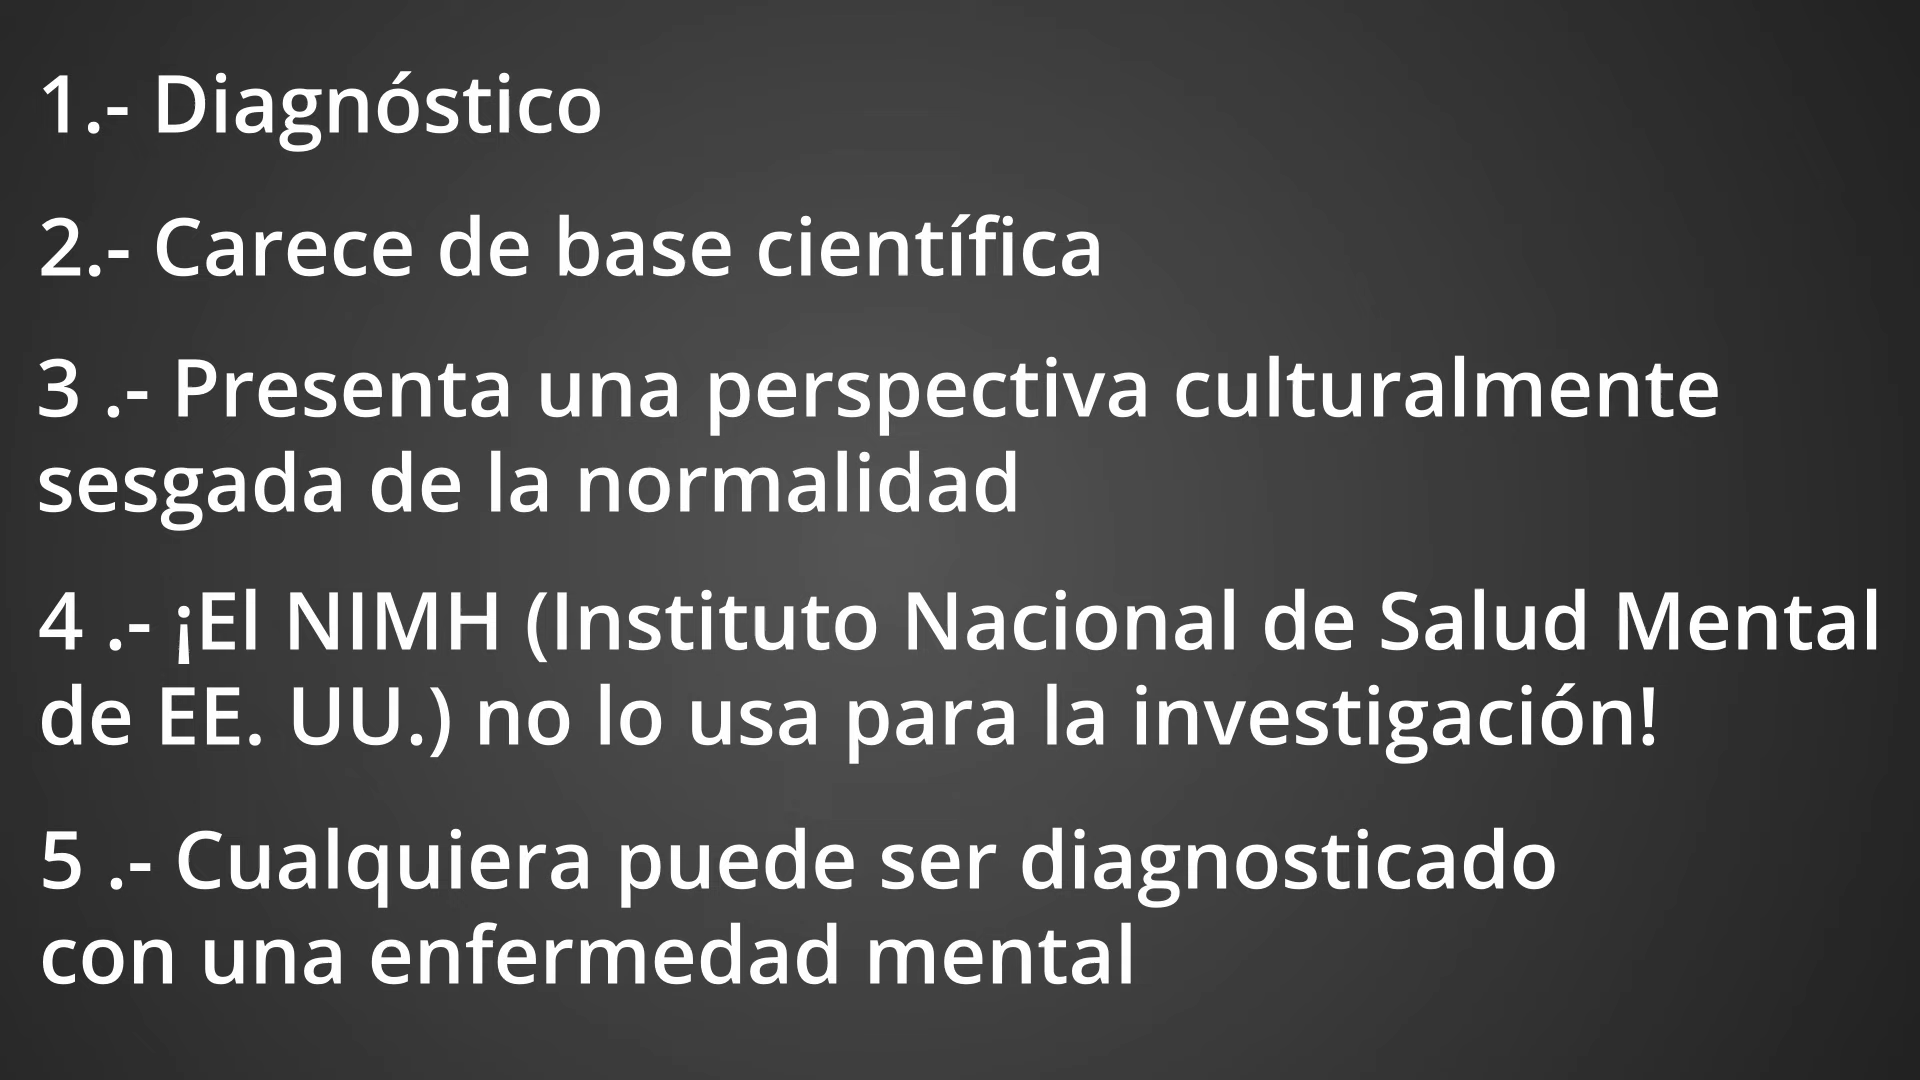 1.- Diagnóstico
2.- Carece de base científica
3 .- Presenta una perspectiva culturalmente
sesgada de la normalidad
4 .- ¡El NIMH (Instituto Nacional de Salud Mental
de EE. UU.) no lo usa para la investigación!
5 .- Cualquiera puede ser diagnosticado
con una enfermedad mental